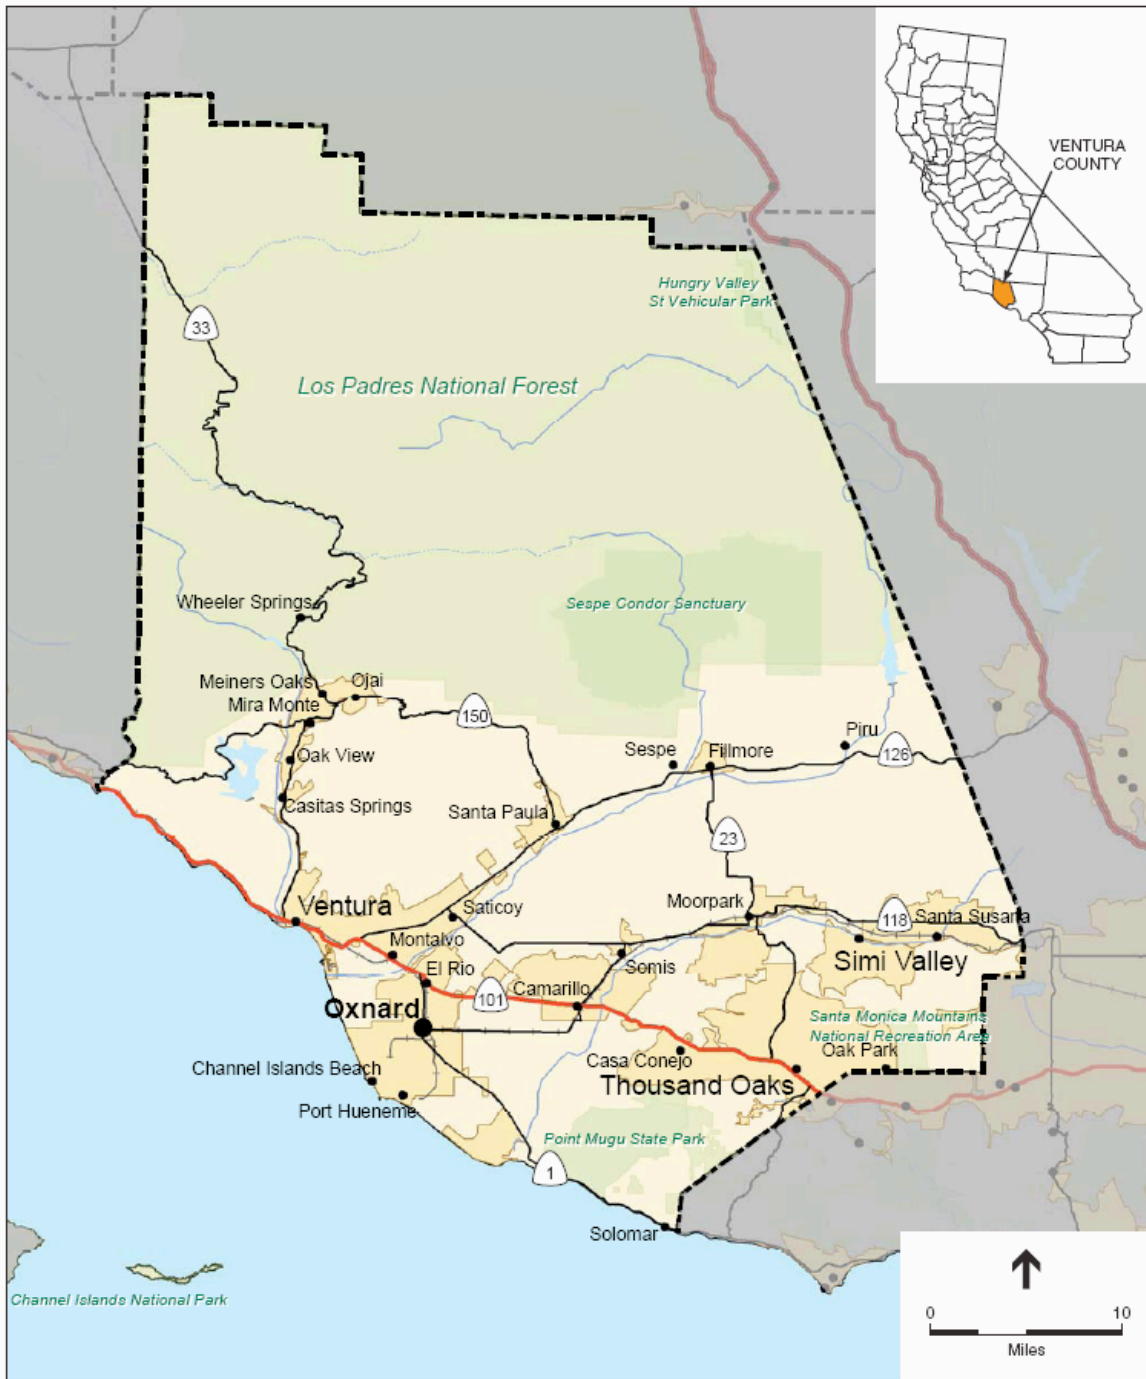 VENTURA
COUNTY
Hungry Valley
St Vehicular Park
33
Los Padres National Forest
Wheeler Springs
Sespe Condor Sanctuary
Meiners Oaks
Ojai
Mira Monte
150
Piru
Sespe
Fillmore
126
Oak View
Casitas Springs
Santa Paula
23
Ventura
Saticoy
Moorpark
118
Santa Susana
Montalvo
El Rio
Somis
Simi Valley
Camarillo
101
Oxnard
Santa Monica Mountains
National Recreation Area
Casa Conejo
Oak Park
Channel Islands Beach
Thousand Oaks
Port Hueneme
Point Mugu State Park
1
Solomar
Channel Islands National Park
0 10
Miles